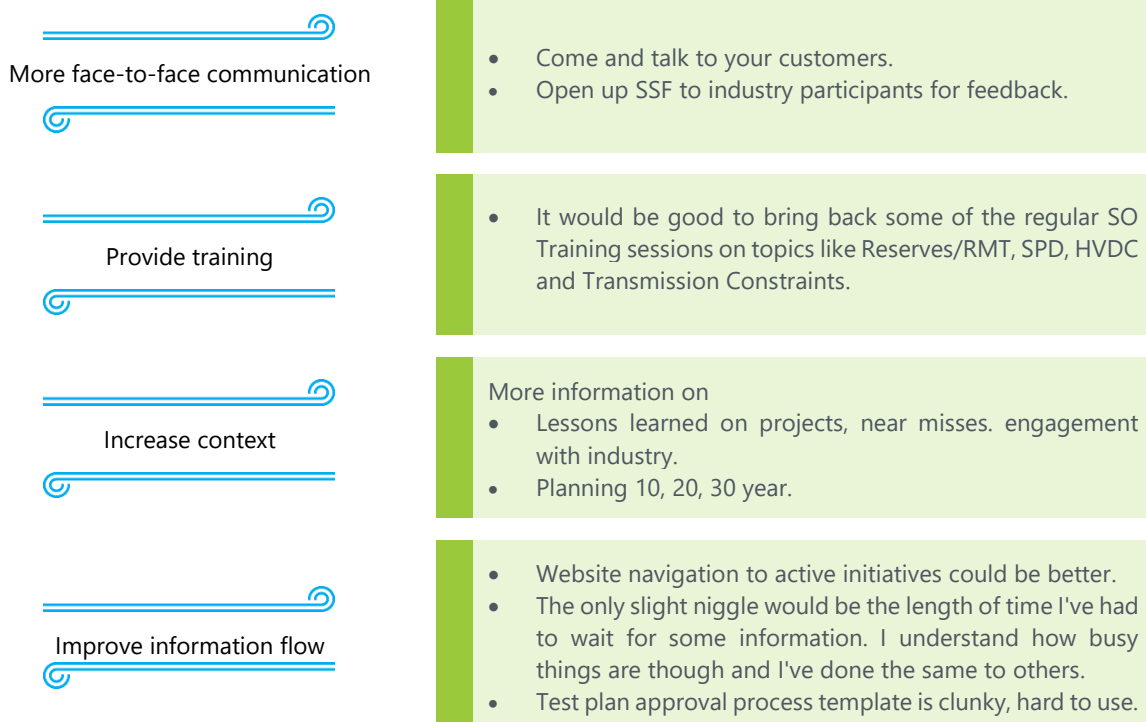 More face-to-face communication
• Come and talk to your customers.
• Open up SSF to industry participants for feedback.
Provide training
• It would be good to bring back some of the regular SO
Training sessions on topics like Reserves/RMT, SPD, HVDC
and Transmission Constraints.
Increase context
More information on
• Lessons learned on projects, near misses. engagement
with industry.
• Planning 10, 20, 30 year.
Improve information flow
• Website navigation to active initiatives could be better.
• The only slight niggle would be the length of time I've had
to wait for some information. I understand how busy
things are though and I've done the same to others.
• Test plan approval process template is clunky, hard to use.